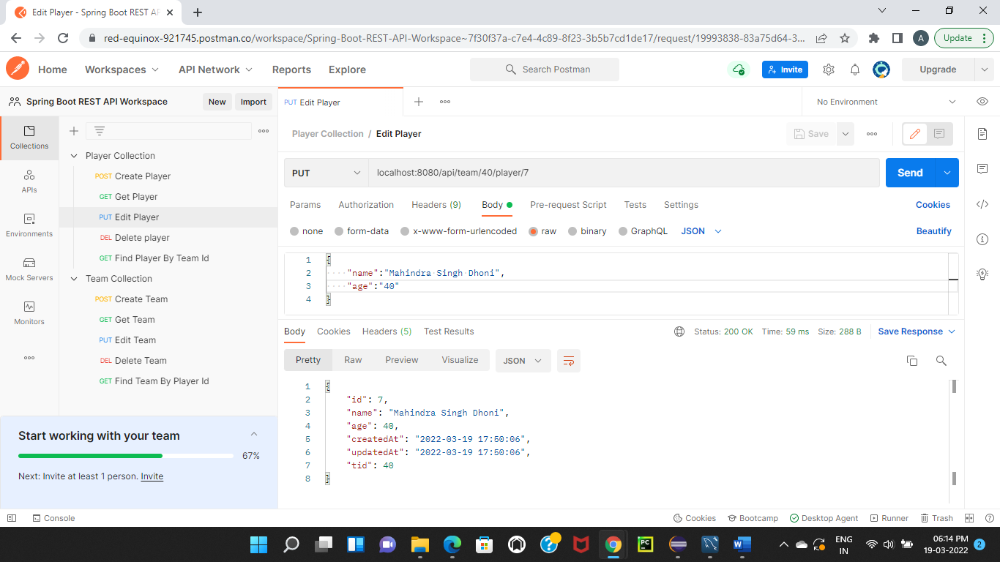 Edit Player - Spring Boot REST AP
red-equinox-921745.postman.co/workspace/Spring-Boot-REST-API-Workspace~7f30f37a-c7e4-4c89-8f23-3b5b7cd1de17/request/19993838-83a75d64-3...
A
Update
Home Workspaces API Network Reports Explore
Search Postman
Invite
Upgrade
Spring Boot REST API Workspace
New Import
PUT Edit Player
No Environment
Collections
APIs
Environments
Mock Servers
Monitors
Player Collection
POST Create Player
GET Get Player
PUT Edit Player
DEL Delete player
GET Find Player By Team Id
Team Collection
POST Create Team
GET Get Team
PUT Edit Team
DEL Delete Team
GET Find Team By Player Id
Start working with your team
67%
Next: Invite at least 1 person. Invite
Player Collection / Edit Player
Save
PUT
localhost:8080/api/team/40/player/7
Send
Params Authorization Headers (9) Body Pre-request Script Tests Settings
Cookies
none form-data x-www-form-urlencoded raw binary GraphQL JSON
Beautify
1 {
2 "name":"Mahindra Singh Dhoni",
3 "age":"40"
4 }
Body Cookies Headers (5) Test Results
Status: 200 OK Time: 59 ms Size: 288 B
Save Response
Pretty Raw Preview Visualize JSON
1 {
2 "id": 7,
3 "name": "Mahindra Singh Dhoni",
4 "age": 40,
5 "createdAt": "2022-03-19 17:50:06",
6 "updatedAt": "2022-03-19 17:50:06",
7 "tid": 40
8 }
Console
Cookies Bootcamp Desktop Agent Runner Trash
PC
W
ENG
IN
06:14 PM
19-03-2022
2